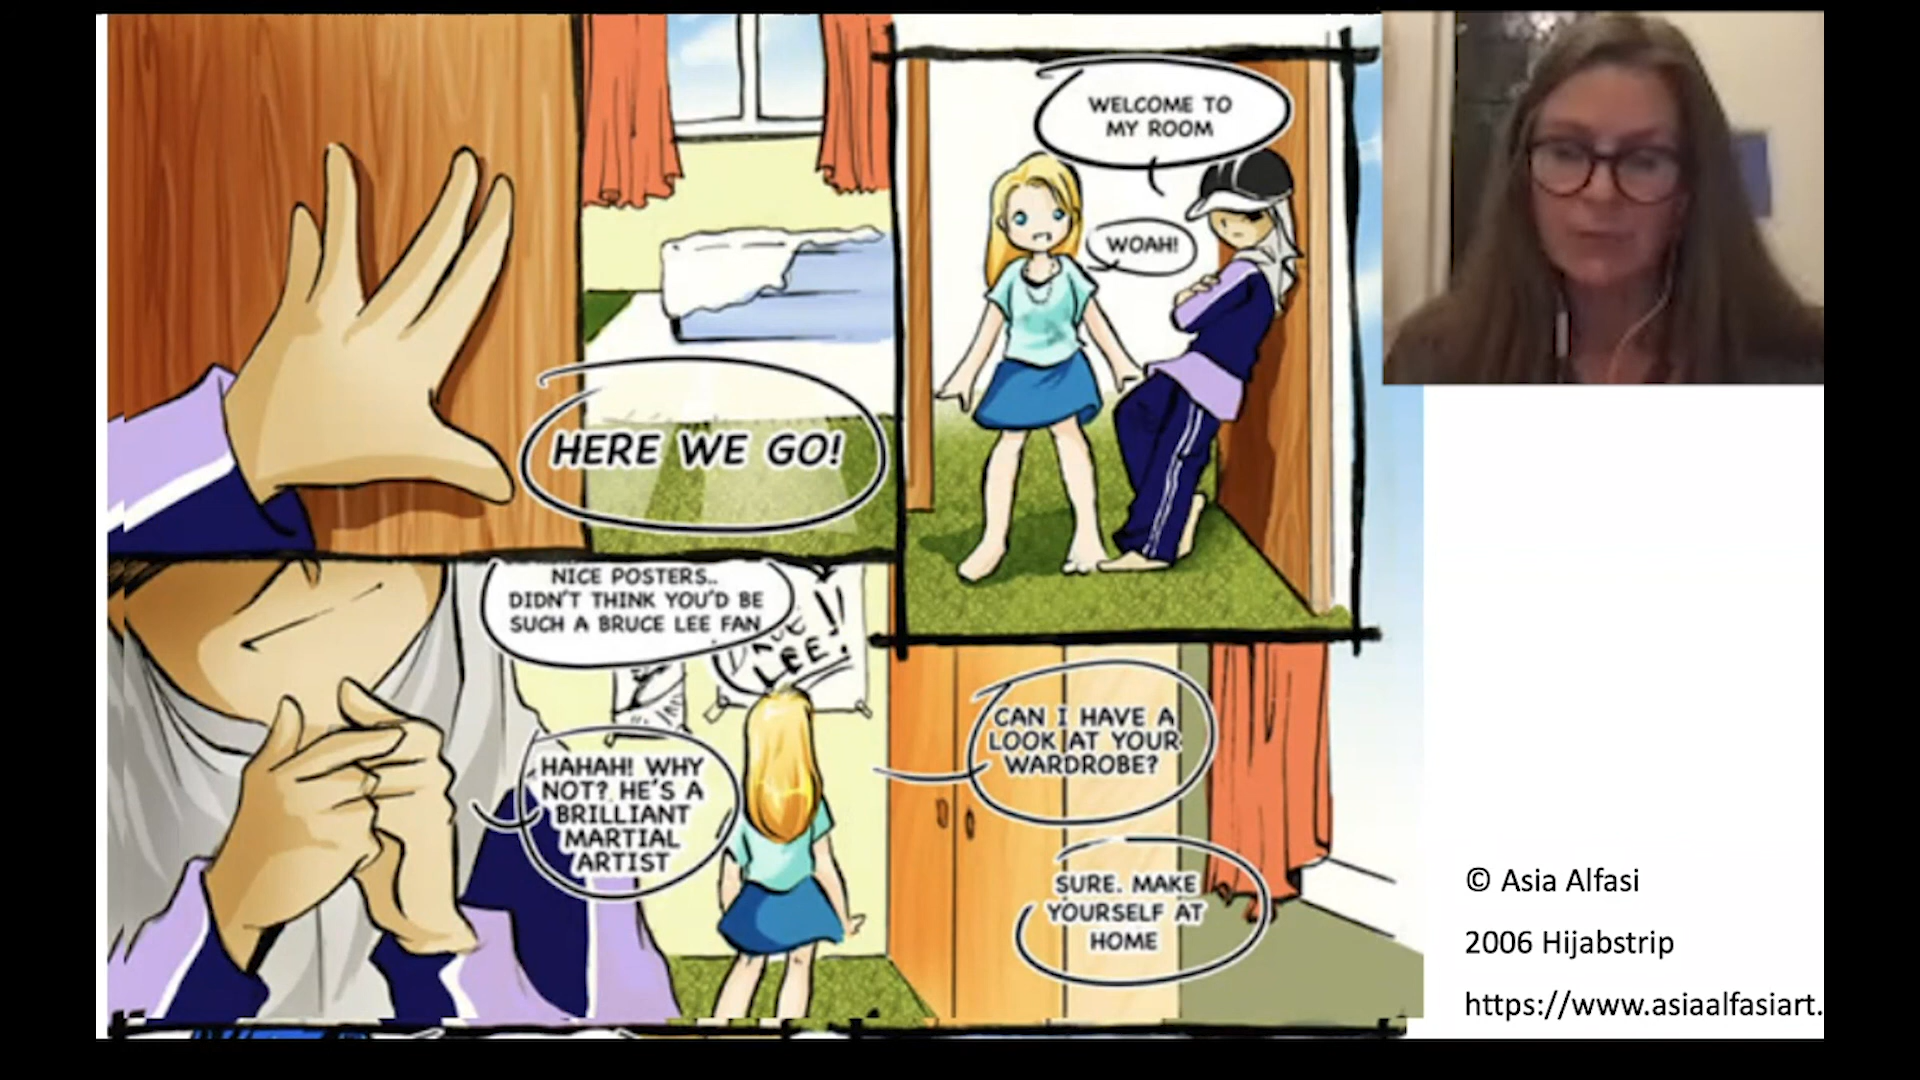 HERE WE GO!
WELCOME TO
MY ROOM
WOAH!
NICE POSTERS..
DIDN'T THINK YOU'D BE
SUCH A BRUCE LEE FAN
LEE!
HAHAH! WHY
NOT? HE'S A
BRILLIANT
MARTIAL
ARTIST
CAN I HAVE A
LOOK AT YOUR
WARDROBE?
SURE. MAKE
YOURSELF AT
HOME
© Asia Alfasi
2006 Hijabstrip
https://www.asiaalfasiart.